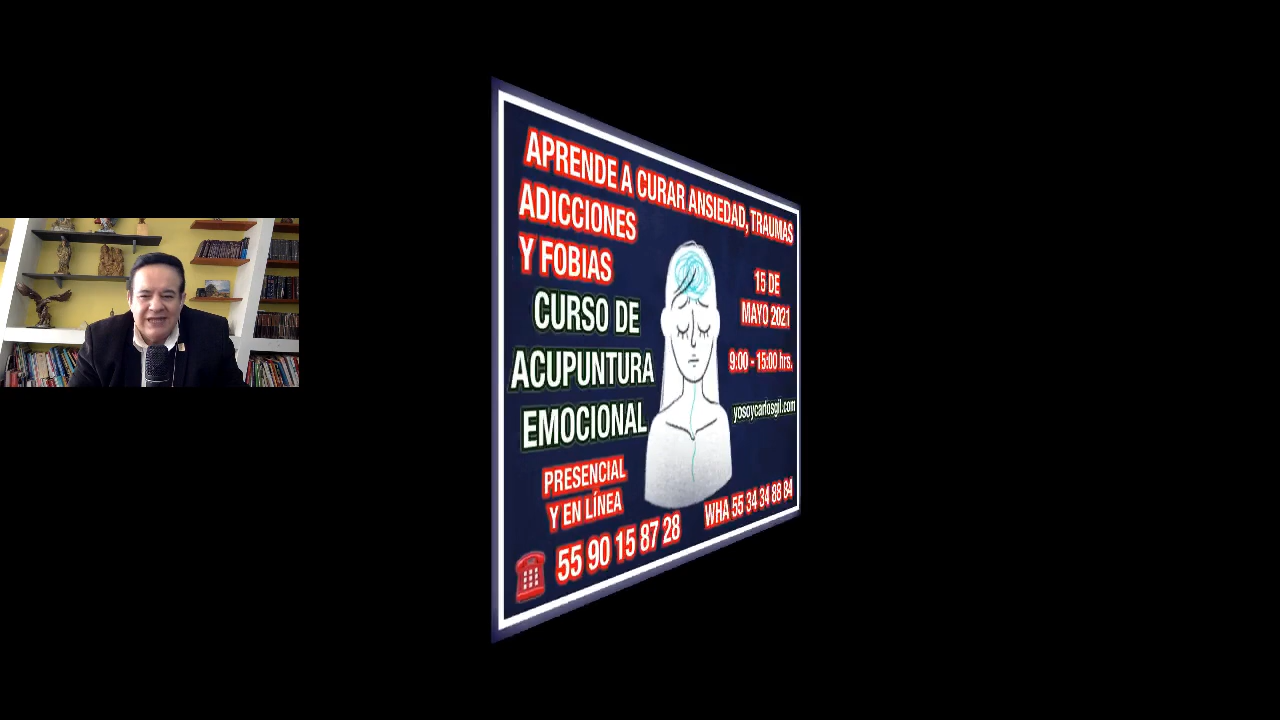 APRENDE A CURAR ANSIEDAD, TRAUMAS
ADICCIONES
Y FOBIAS
CURSO DE
ACUPUNTURA
EMOCIONAL
PRESENCIAL
Y EN LÍNEA
55 90 15 87 28
15 DE
MAYO 2021
9:00 - 15:00 hrs.
yosoycarlosgil.com
WHA 55 34 34 88 84